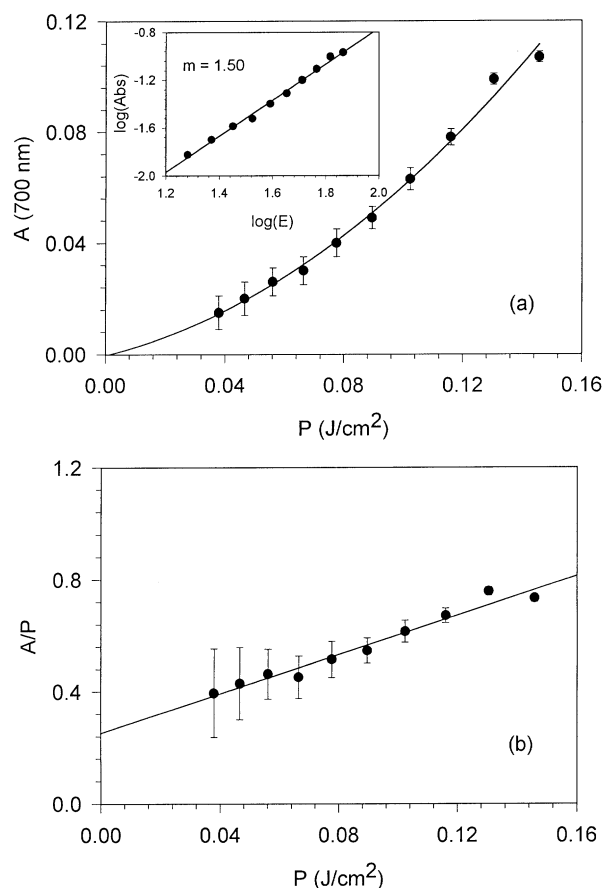 -0.8
-1.2
-1.6
-2.0
log(Abs)
m = 1.50
1.2 1.4 1.6 1.8 2.0
log(E)
0.12
0.08
0.04
0.00
A (700 nm)
(a)
0.00 0.04 0.08 0.12 0.16
P (J/cm²)
1.2
0.8
0.4
0.0
A/P
(b)
0.00 0.04 0.08 0.12 0.16
P (J/cm²)